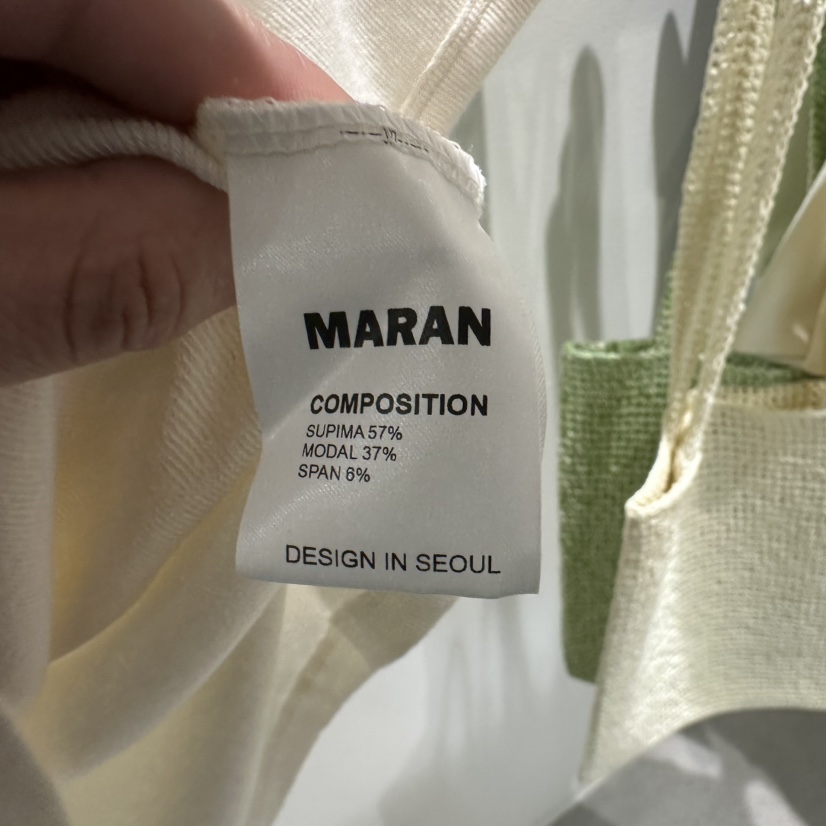 MARAN
COMPOSITION
SUPIMA 57%
MODAL 37%
SPAN 6%
DESIGN IN SEOUL